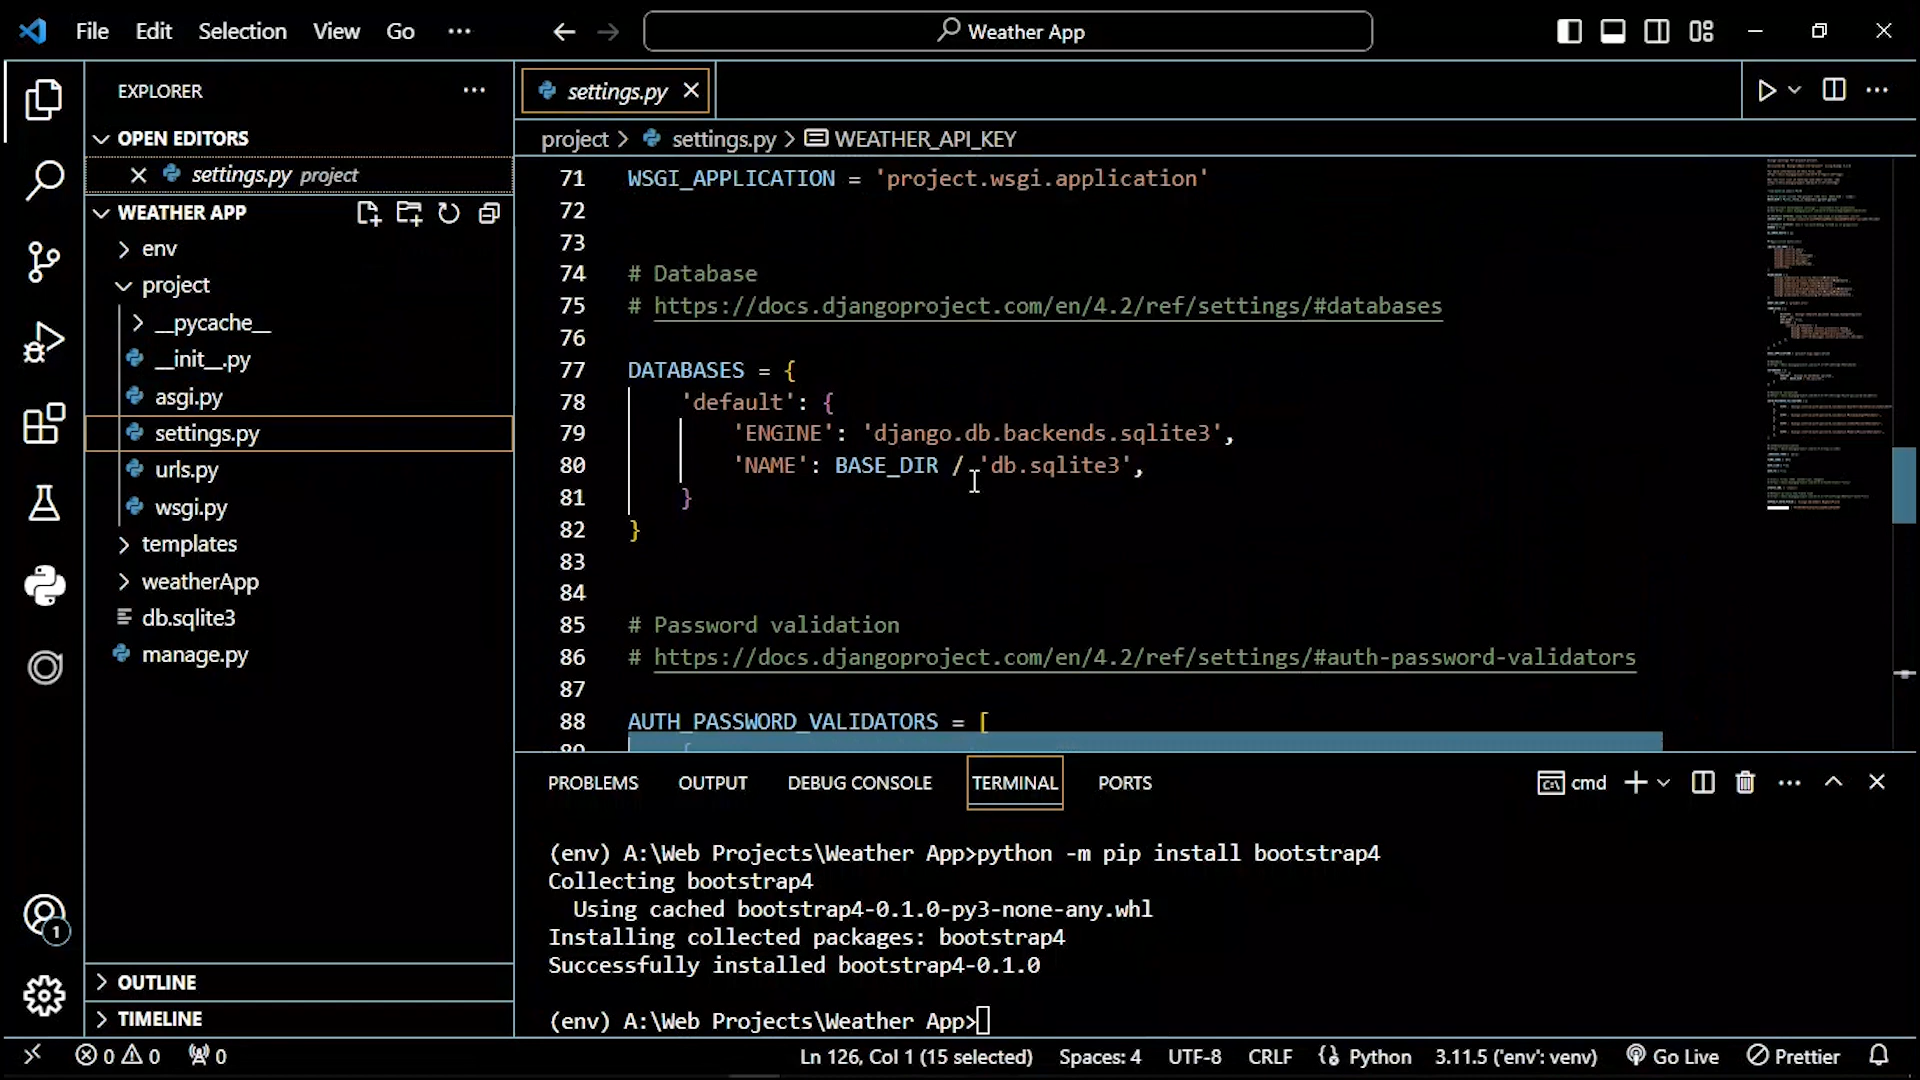 File Edit Selection View Go ···
Weather App
EXPLORER ···
OPEN EDITORS
settings.py project
WEATHER APP
env
project
__pycache__
__init__.py
asgi.py
settings.py
urls.py
wsgi.py
templates
weatherApp
db.sqlite3
manage.py
OUTLINE
TIMELINE
settings.py
project > settings.py > WEATHER_API_KEY
71 WSGI_APPLICATION = 'project.wsgi.application'
72
73
74 # Database
75 # https://docs.djangoproject.com/en/4.2/ref/settings/#databases
76
77 DATABASES = {
78 'default': {
79 'ENGINE': 'django.db.backends.sqlite3',
80 'NAME': BASE_DIR / 'db.sqlite3',
81 }
82 }
83
84
85 # Password validation
86 # https://docs.djangoproject.com/en/4.2/ref/settings/#auth-password-validators
87
88 AUTH_PASSWORD_VALIDATORS = [
89 {
PROBLEMS OUTPUT DEBUG CONSOLE TERMINAL PORTS cmd
(env) A:\Web Projects\Weather App>python -m pip install bootstrap4
Collecting bootstrap4
Using cached bootstrap4-0.1.0-py3-none-any.whl
Installing collected packages: bootstrap4
Successfully installed bootstrap4-0.1.0
(env) A:\Web Projects\Weather App>
0 0 0 Ln 126, Col 1 (15 selected) Spaces: 4 UTF-8 CRLF Python 3.11.5 ('env': venv) Go Live Prettier
1